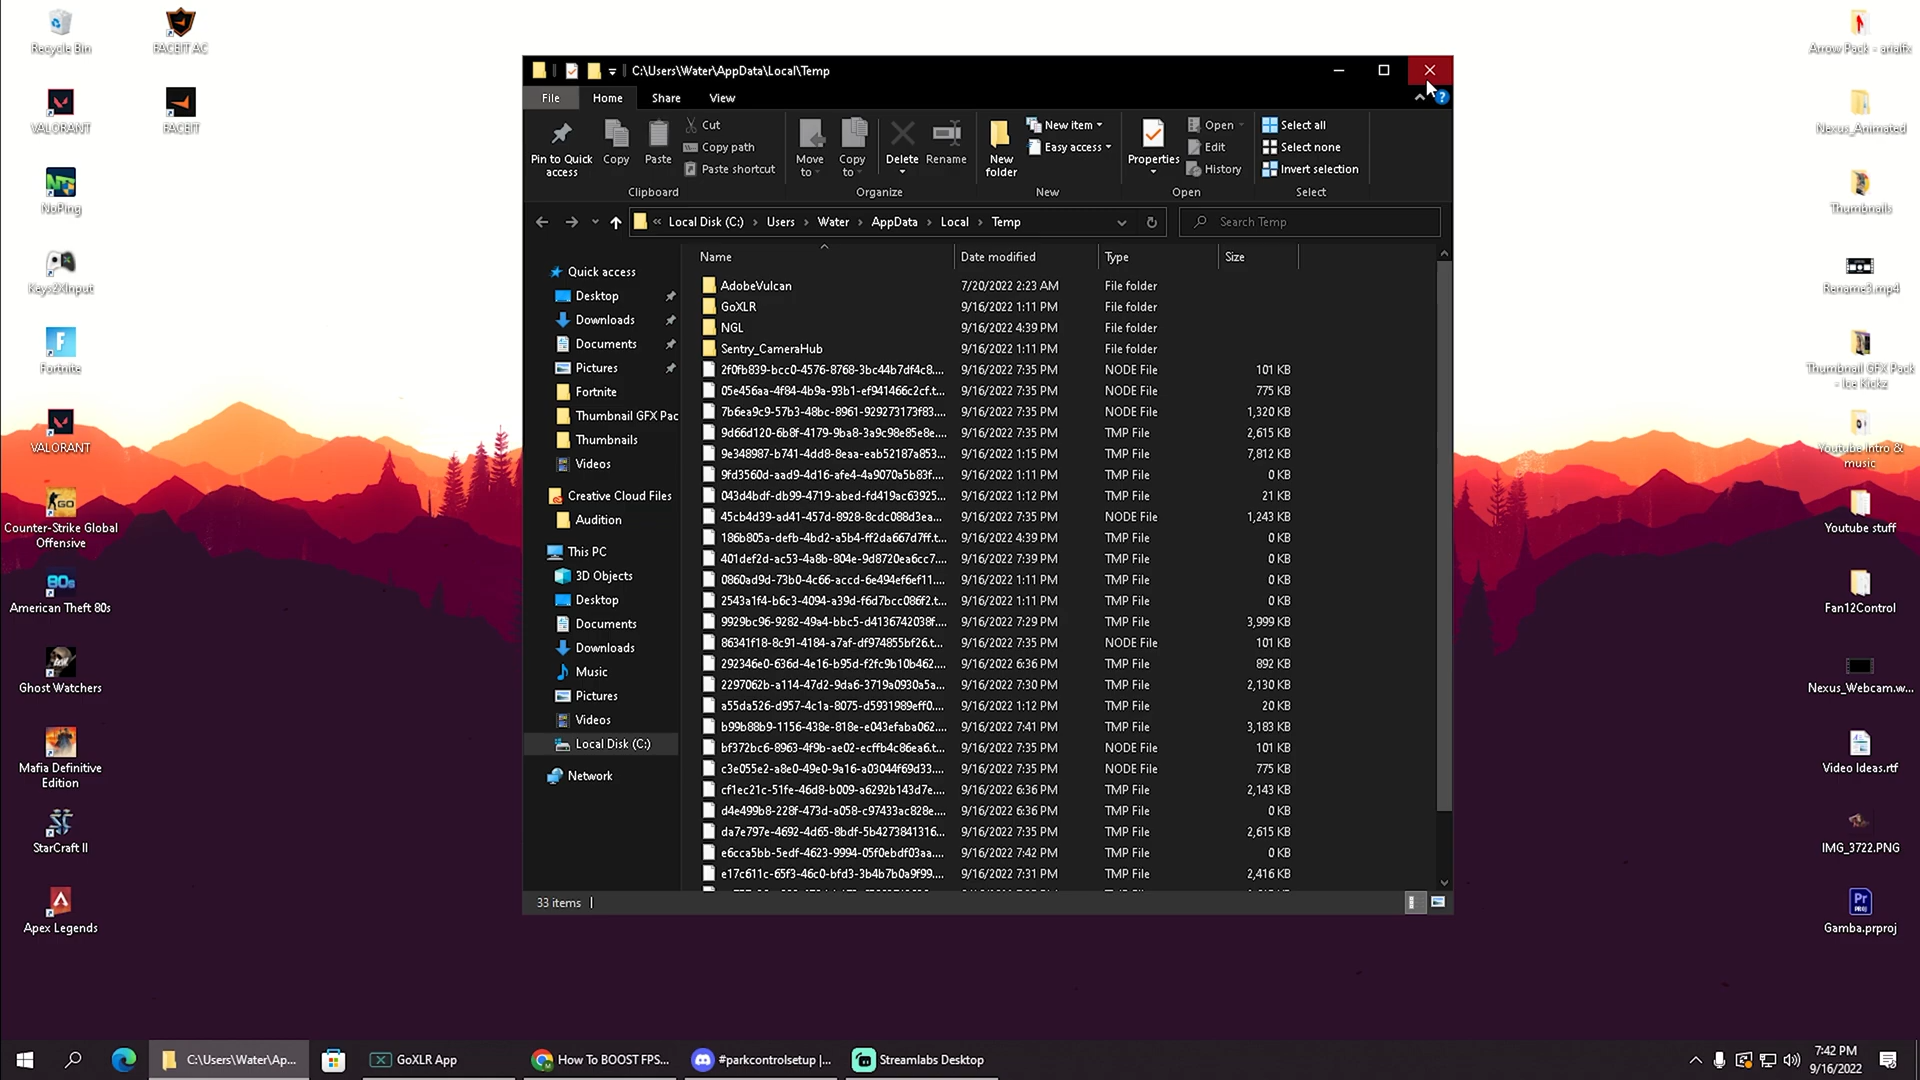 Recycle Bin
FACEIT AC
VALORANT
FACEIT
NoPing
Keys2XInput
Fortnite
VALORANT
Counter-Strike Global
Offensive
American Theft 80s
Ghost Watchers
Mafia Definitive
Edition
StarCraft II
Apex Legends
C:\Users\Water\AppData\Local\Temp
File
Home
Share
View
Pin to Quick
access
Copy
Paste
Cut
Copy path
Paste shortcut
Clipboard
Move
to
Copy
to
Delete
Rename
Organize
New
folder
New item
Easy access
New
Properties
Open
Edit
History
Open
Select all
Select none
Invert selection
Select
« Local Disk (C:) › Users › Water › AppData › Local › Temp
Search Temp
Quick access
Desktop
Downloads
Documents
Pictures
Fortnite
Thumbnail GFX Pac
Thumbnails
Videos
Creative Cloud Files
Audition
This PC
3D Objects
Desktop
Documents
Downloads
Music
Pictures
Videos
Local Disk (C:)
Network
Name Date modified Type Size
AdobeVulcan 7/20/2022 2:23 AM File folder
GoXLR 9/16/2022 1:11 PM File folder
NGL 9/16/2022 4:39 PM File folder
Sentry_CameraHub 9/16/2022 1:11 PM File folder
2f0fb839-bcc0-4576-8768-3bc44b7df4c8.... 9/16/2022 7:35 PM NODE File 101 KB
05e456aa-4f84-4b9a-93b1-ef941466c2cf.t... 9/16/2022 7:35 PM NODE File 775 KB
7b6ea9c9-57b3-48bc-8961-929273173f83.... 9/16/2022 7:35 PM NODE File 1,320 KB
9d66d120-6b8f-4179-9ba8-3a9c98e85e8e.... 9/16/2022 7:35 PM TMP File 2,615 KB
9e348987-b741-4dd8-8eaa-eab52187a853... 9/16/2022 1:15 PM TMP File 7,812 KB
9fd3560d-aad9-4d16-afe4-4a9070a5b83f.... 9/16/2022 1:11 PM TMP File 0 KB
043d4bdf-db99-4719-abed-fd419ac63925... 9/16/2022 1:12 PM TMP File 21 KB
45cb4d39-ad41-457d-8928-8cdc088d3ea... 9/16/2022 7:35 PM NODE File 1,243 KB
186b805a-defb-4bd2-a5b4-ff2da667d7ff.t... 9/16/2022 4:39 PM TMP File 0 KB
401def2d-ac53-4a8b-804e-9d8720ea6cc7.... 9/16/2022 7:39 PM TMP File 0 KB
0860ad9d-73b0-4c66-accd-6e494ef6ef11.... 9/16/2022 1:11 PM TMP File 0 KB
2543a1f4-b6c3-4094-a39d-f6d7bcc086f2.t... 9/16/2022 1:11 PM TMP File 0 KB
9929bc96-9282-49a4-bbc5-d4136742038f.... 9/16/2022 7:29 PM TMP File 3,999 KB
86341f18-8c91-4184-a7af-df974855bf26.t... 9/16/2022 7:35 PM NODE File 101 KB
292346e0-636d-4e16-b95d-f2fc9b10b462.... 9/16/2022 6:36 PM TMP File 892 KB
2297062b-a114-47d2-9da6-3719a0930a5a... 9/16/2022 7:30 PM TMP File 2,130 KB
a55da526-d957-4c1a-8075-d5931989eff0.... 9/16/2022 1:12 PM TMP File 20 KB
b99b88b9-1156-438e-818e-e043efaba062.... 9/16/2022 7:41 PM TMP File 3,183 KB
bf372bc6-8963-4f9b-ae02-ecffb4c86ea6.t... 9/16/2022 7:35 PM NODE File 101 KB
c3e055e2-a8e0-49e0-9a16-a03044f69d33.... 9/16/2022 7:35 PM NODE File 775 KB
cf1ec21c-51fe-46d8-b009-a6292b143d7e.... 9/16/2022 6:36 PM TMP File 2,143 KB
d4e499b8-228f-473d-a058-c97433ac828e.... 9/16/2022 6:36 PM TMP File 0 KB
da7e797e-4692-4d65-8bdf-5b4273841316... 9/16/2022 7:35 PM TMP File 2,615 KB
e6cca5bb-5edf-4623-9994-05f0ebdf03aa.... 9/16/2022 7:42 PM TMP File 0 KB
e17c611c-65f3-46c0-bfd3-3b4b7b0a9f99.... 9/16/2022 7:31 PM TMP File 2,416 KB
33 items
Arrow Pack - arialfx
Nexus_Animated
Thumbnails
Rename3.mp4
Thumbnail GFX Pack
- Ice Kickz
Youtube Intro &
music
Youtube stuff
Fan12Control
Nexus_Webcam.w...
Video Ideas.rtf
IMG_3722.PNG
Gamba.prproj
C:\Users\Water\Ap...
GoXLR App
How To BOOST FPS...
#parkcontrolsetup |...
Streamlabs Desktop
7:42 PM
9/16/2022